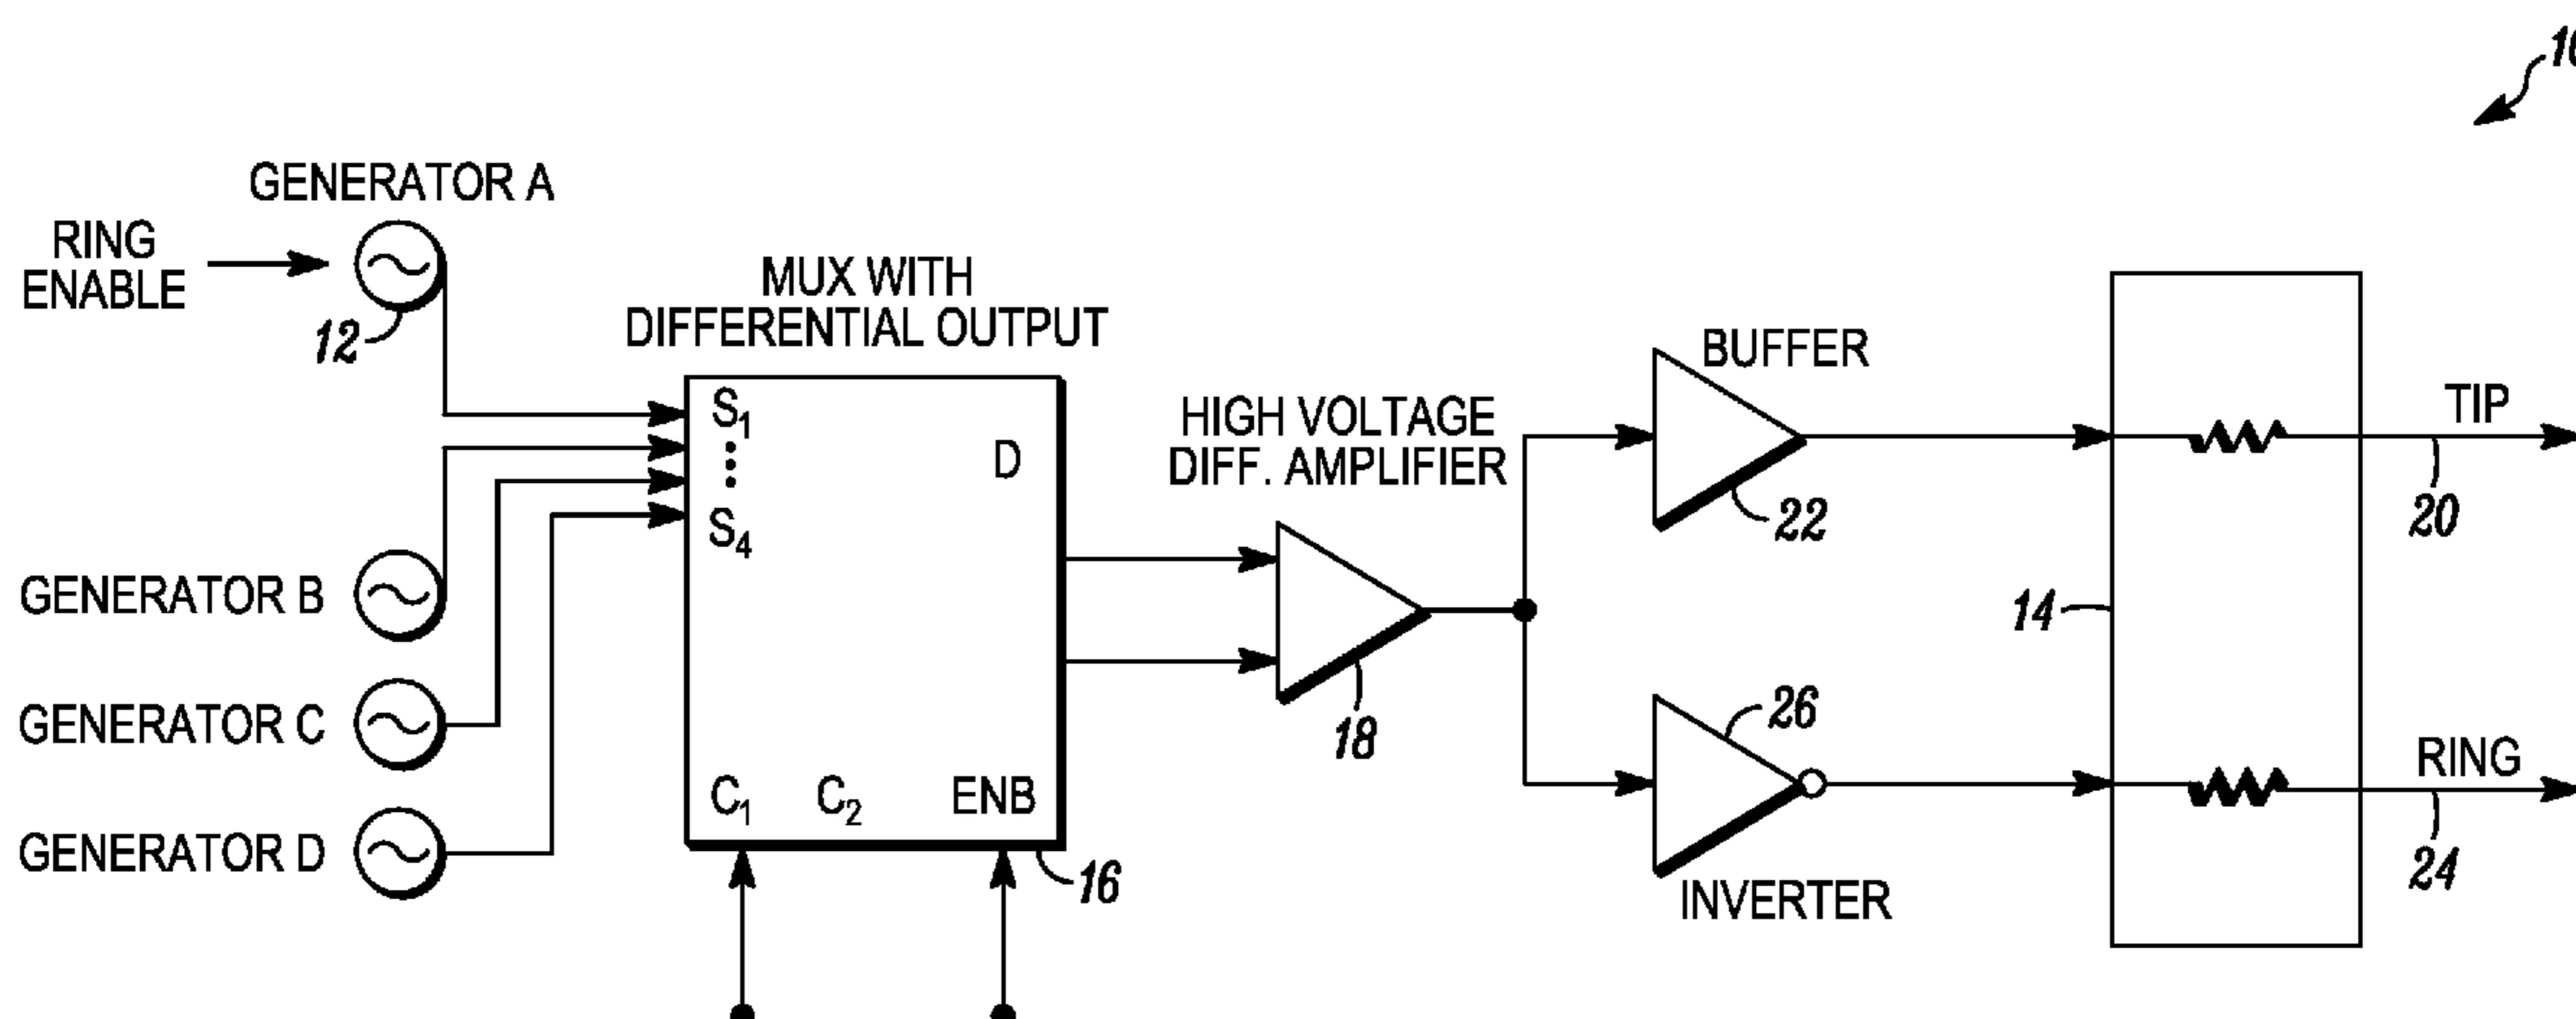 GENERATOR A
RING
ENABLE
12
MUX WITH
DIFFERENTIAL OUTPUT
S1
S4
D
C1
C2
ENB
16
GENERATOR B
GENERATOR C
GENERATOR D
HIGH VOLTAGE
DIFF. AMPLIFIER
18
BUFFER
22
26
INVERTER
14
TIP
20
RING
24